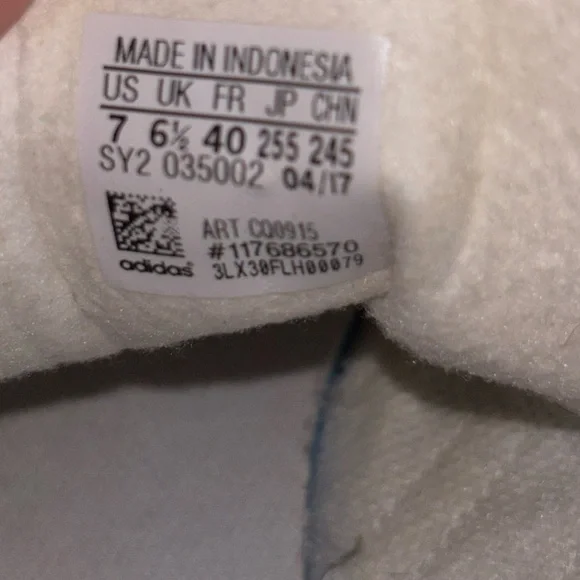 MADE IN INDONESIA
US UK FR JP CHN
7 6½ 40 255 245
SY2 035002 04/17
ART CQ0915
#117686570
adidas 3LX30FLH00079